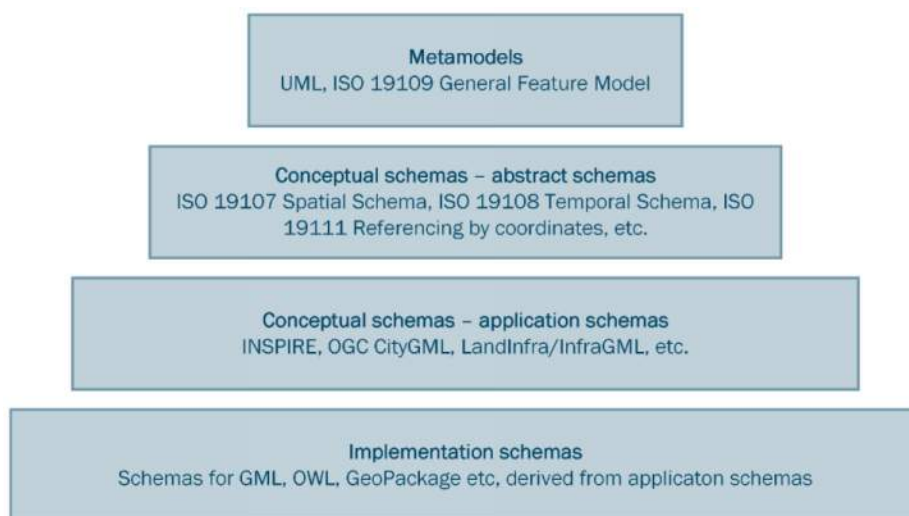 Metamodels
UML, ISO 19109 General Feature Model
Conceptual schemas – abstract schemas
ISO 19107 Spatial Schema, ISO 19108 Temporal Schema, ISO
19111 Referencing by coordinates, etc.
Conceptual schemas – application schemas
INSPIRE, OGC CityGML, LandInfra/InfraGML, etc.
Implementation schemas
Schemas for GML, OWL, GeoPackage etc, derived from applicaton schemas